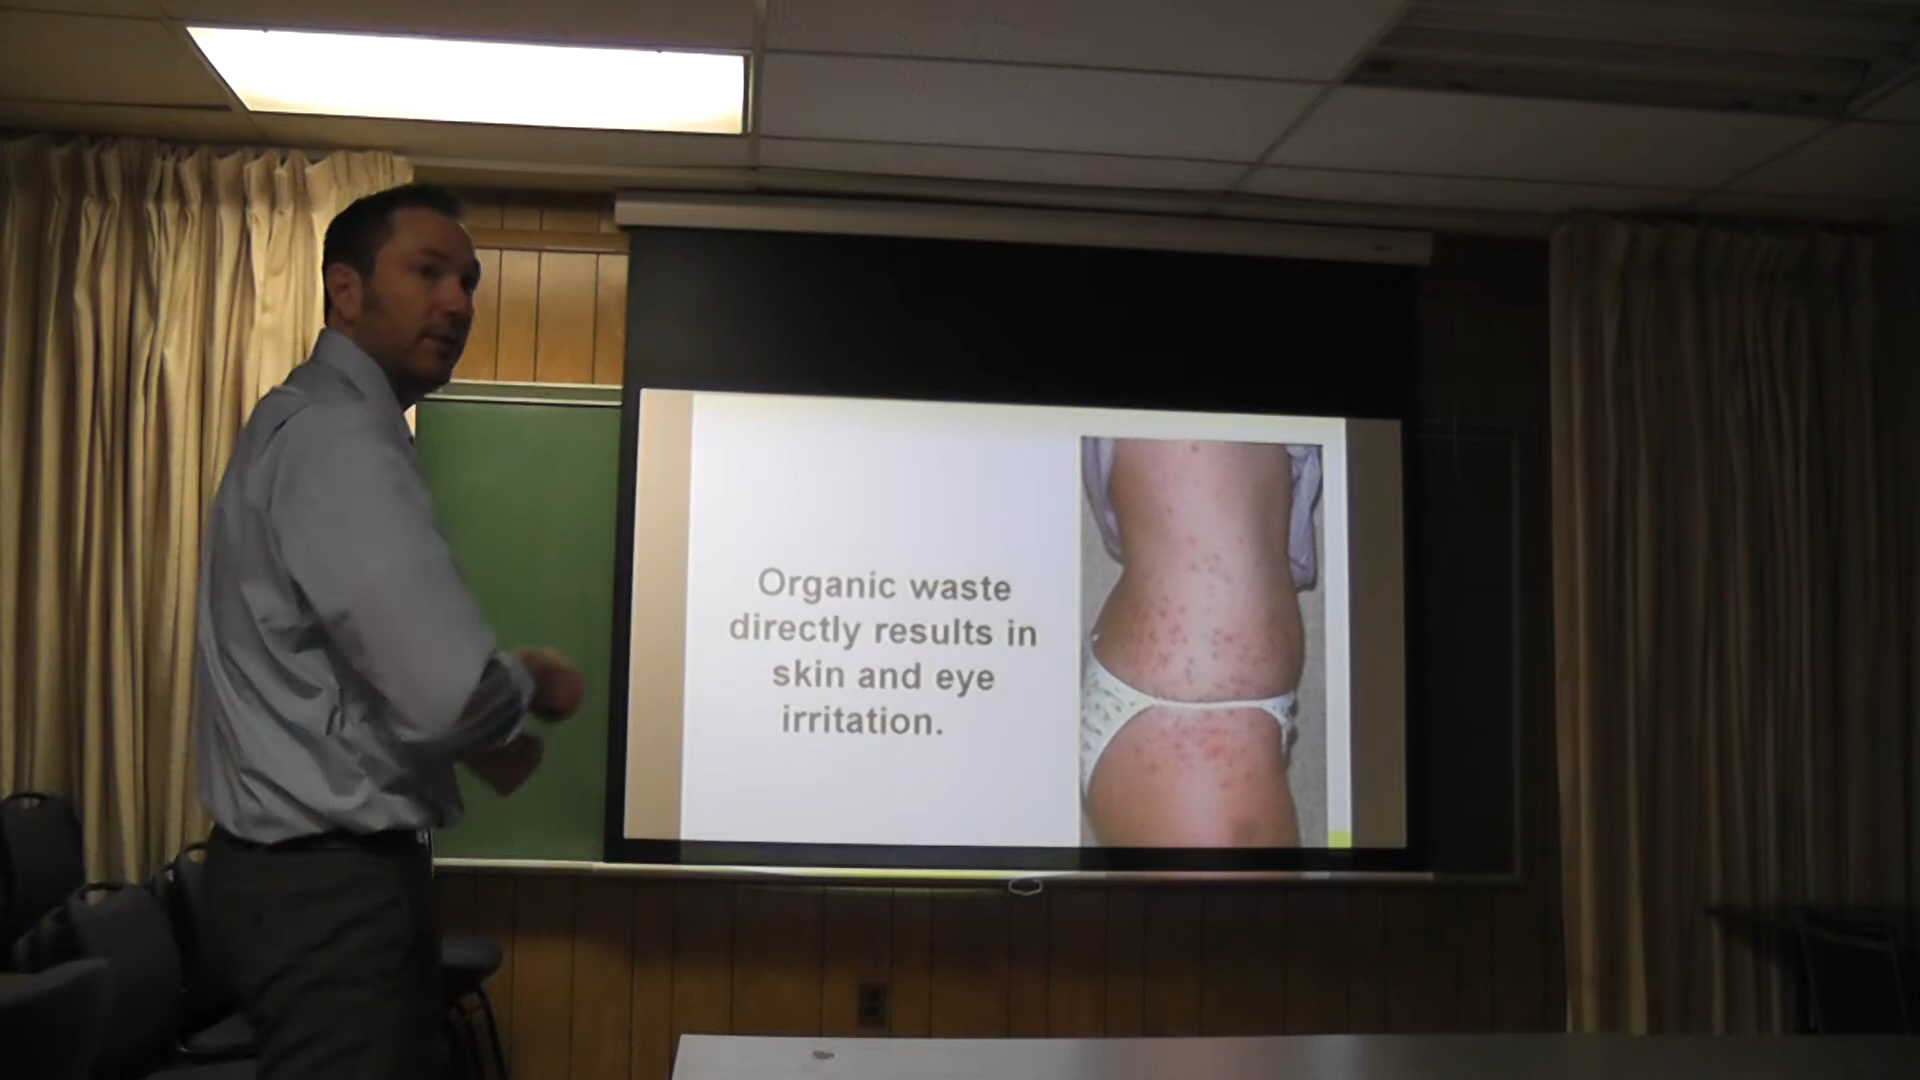 Organic waste
directly results in
skin and eye
irritation.